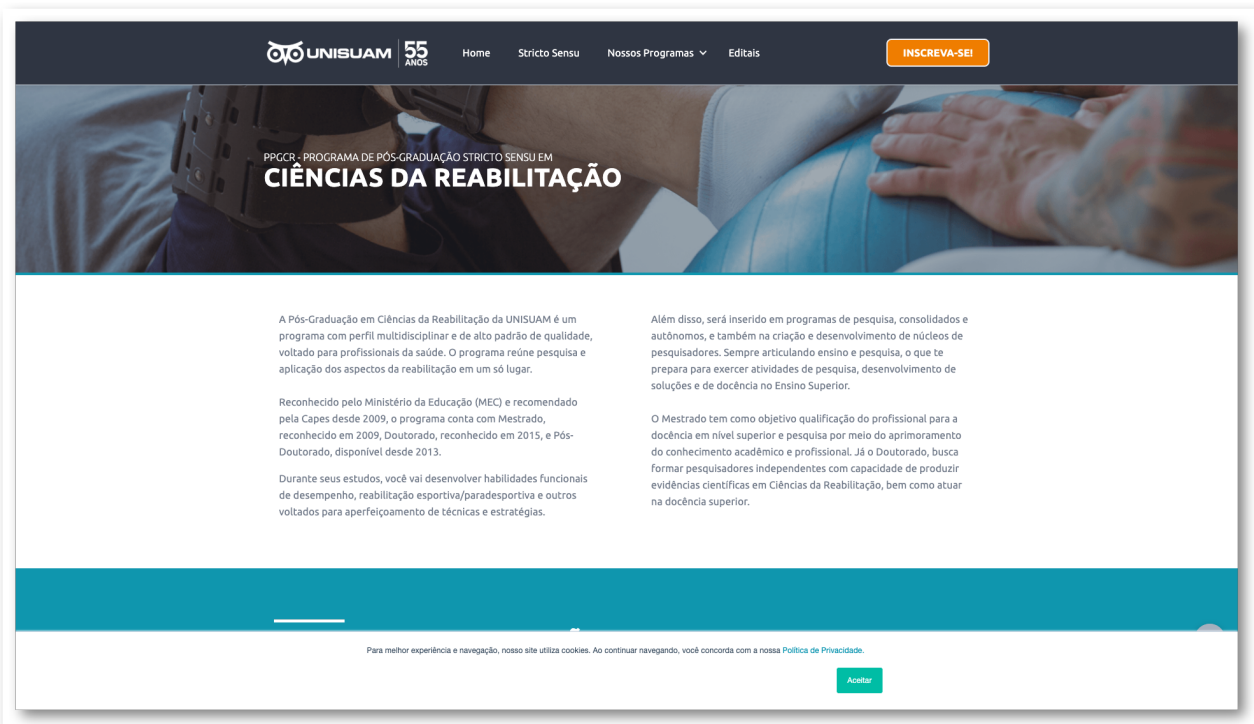 UNISUAM
55
ANOS
Home
Stricto Sensu
Nossos Programas
Editais
INSCREVA-SE!
PPGCR - PROGRAMA DE PÓS-GRADUAÇÃO STRICTO SENSU EM
CIÊNCIAS DA REABILITAÇÃO
A Pós-Graduação em Ciências da Reabilitação da UNISUAM é um
programa com perfil multidisciplinar e de alto padrão de qualidade,
voltado para profissionais da saúde. O programa reúne pesquisa e
aplicação dos aspectos da reabilitação em um só lugar.
Reconhecido pelo Ministério da Educação (MEC) e recomendado
pela Capes desde 2009, o programa conta com Mestrado,
reconhecido em 2009, Doutorado, reconhecido em 2015, e Pós-
Doutorado, disponível desde 2013.
Durante seus estudos, você vai desenvolver habilidades funcionais
de desempenho, reabilitação esportiva/paradesportiva e outros
voltados para aperfeiçoamento de técnicas e estratégias.
Além disso, será inserido em programas de pesquisa, consolidados e
autônomos, e também na criação e desenvolvimento de núcleos de
pesquisadores. Sempre articulando ensino e pesquisa, o que te
prepara para exercer atividades de pesquisa, desenvolvimento de
soluções e de docência no Ensino Superior.
O Mestrado tem como objetivo qualificação do profissional para a
docência em nível superior e pesquisa por meio do aprimoramento
do conhecimento acadêmico e profissional. Já o Doutorado, busca
formar pesquisadores independentes com capacidade de produzir
evidências científicas em Ciências da Reabilitação, bem como atuar
na docência superior.
Para melhor experiência e navegação, nosso site utiliza cookies. Ao continuar navegando, você concorda com a nossa Política de Privacidade.
Aceitar